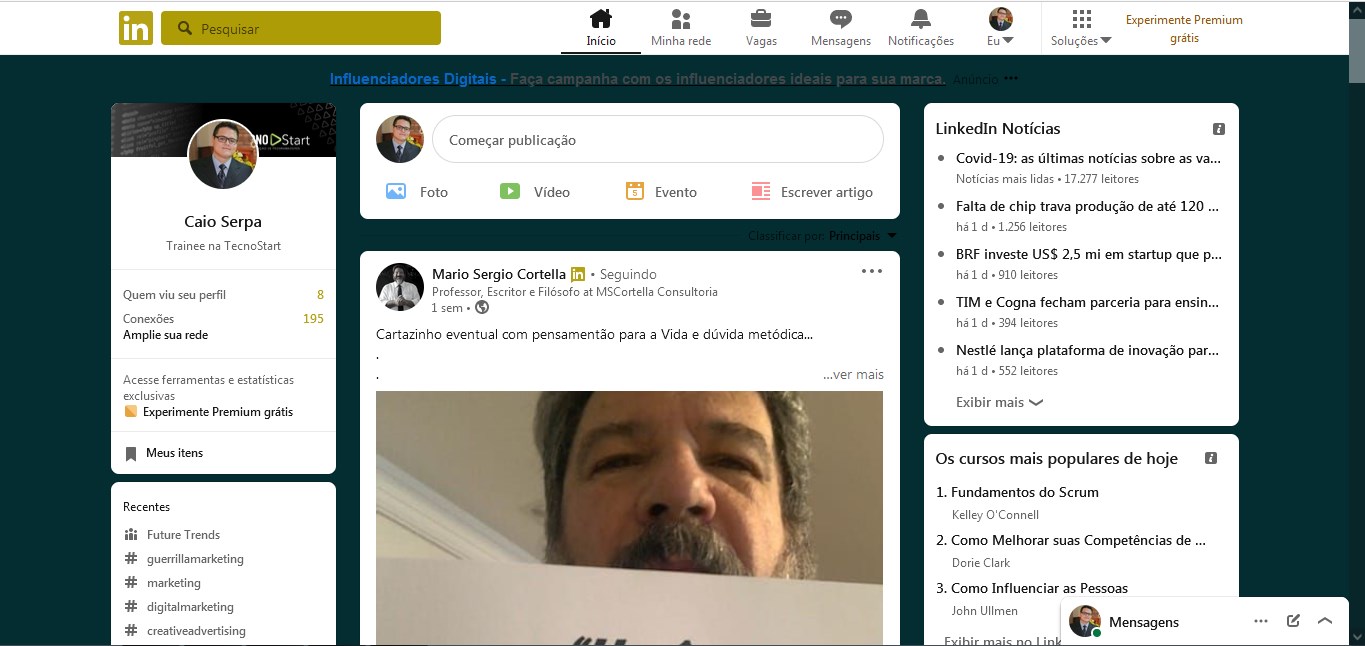 in
Pesquisar
Início
Minha rede
Vagas
Mensagens
Notificações
Eu
Soluções
Experimente Premium
grátis
Influenciadores Digitais - Faça campanha com os influenciadores ideais para sua marca. Anúncio •••
NO Start
Caio Serpa
Trainee na TecnoStart
Quem viu seu perfil 8
Conexões 195
Amplie sua rede
Acesse ferramentas e estatísticas
exclusivas
Experimente Premium grátis
Meus itens
Recentes
Future Trends
# guerrillamarketing
# marketing
# digitalmarketing
# creativeadvertising
Começar publicação
Foto
Vídeo
5 Evento
Escrever artigo
Classificar por: Principais
Mario Sergio Cortella in • Seguindo
Professor, Escritor e Filósofo at MSCortella Consultoria
1 sem •
Cartazinho eventual com pensamentão para a Vida e dúvida metódica...
.
.
...ver mais
LinkedIn Notícias
• Covid-19: as últimas notícias sobre as va...
Notícias mais lidas • 17.277 leitores
• Falta de chip trava produção de até 120 ...
há 1 d • 1.256 leitores
• BRF investe US$ 2,5 mi em startup que p...
há 1 d • 910 leitores
• TIM e Cogna fecham parceria para ensin...
há 1 d • 394 leitores
• Nestlé lança plataforma de inovação par...
há 1 d • 552 leitores
Exibir mais
Os cursos mais populares de hoje
1. Fundamentos do Scrum
Kelley O'Connell
2. Como Melhorar suas Competências de ...
Dorie Clark
3. Como Influenciar as Pessoas
John Ullmen
Exibir mais no Link
Mensagens